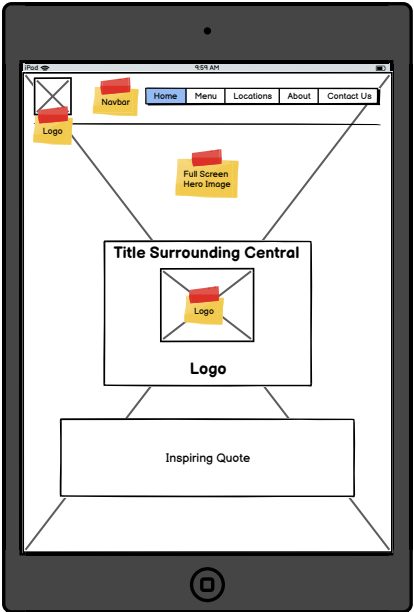 iPad 9:59 AM
Navbar
Home Menu Locations About Contact Us
Logo
Full Screen
Hero Image
Title Surrounding Central
Logo
Logo
Inspiring Quote